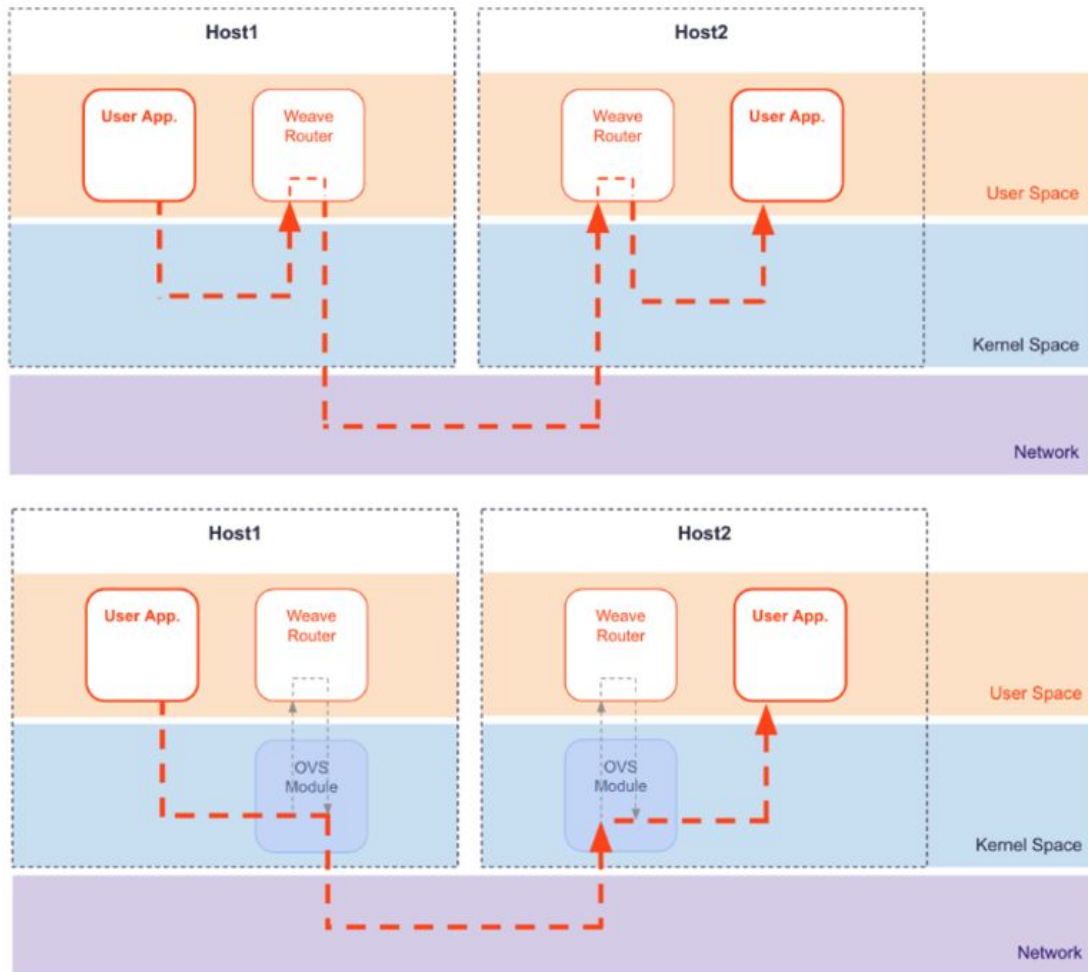 Host1
Host2
User App.
Weave
Router
Weave
Router
User App.
User Space
Kernel Space
Network
Host1
Host2
User App.
Weave
Router
Weave
Router
User App.
User Space
OVS
Module
OVS
Module
Kernel Space
Network